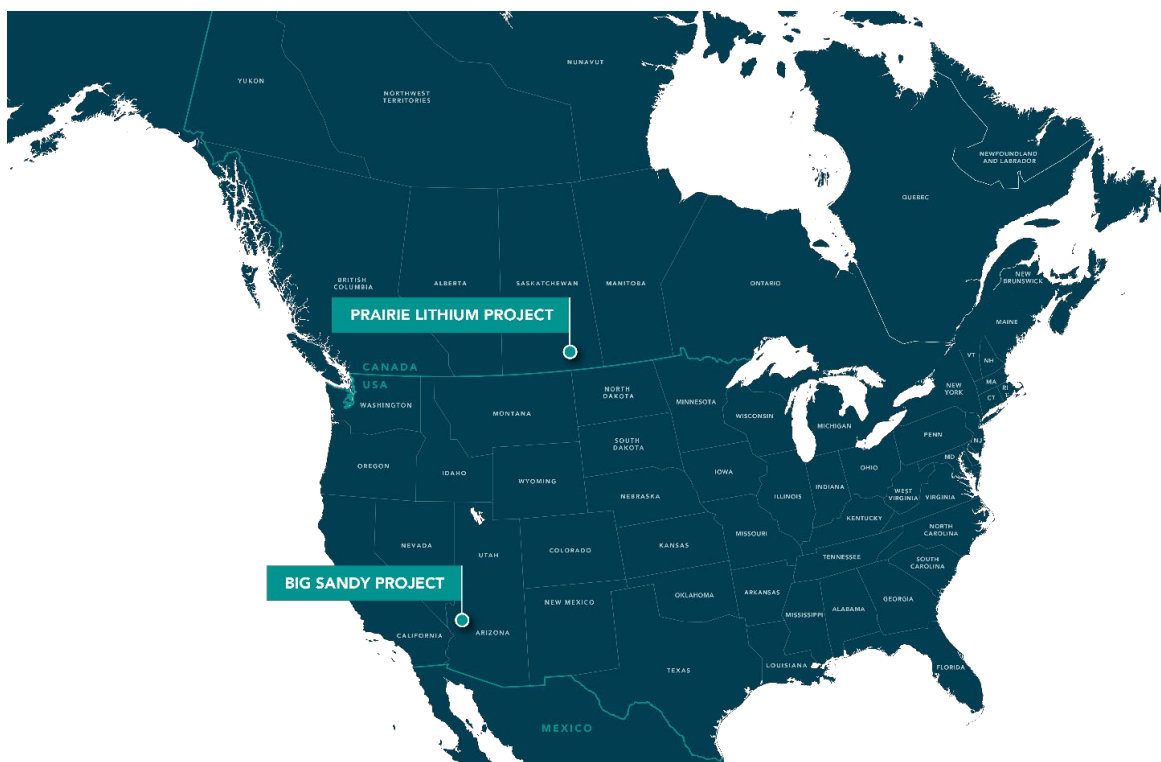 YUKON
NORTHWEST
TERRITORIES
NUNAVUT
NEWFOUNDLAND
AND LABRADOR
QUEBEC
BRITISH
COLUMBIA
ALBERTA
SASKATCHEWAN
MANITOBA
ONTARIO
NEW
BRUNSWICK
PRAIRIE LITHIUM PROJECT
MAINE
CANADA
USA
WASHINGTON
MONTANA
NORTH
DAKOTA
MINNESOTA
WISCONSIN
MICHIGAN
VT
NH
NEW
YORK
MA
RI
CT
OREGON
IDAHO
WYOMING
SOUTH
DAKOTA
IOWA
PENN
NJ
MD
NEBRASKA
ILLINOIS
INDIANA
OHIO
WEST
VIRGINIA
VIRGINIA
KENTUCKY
NEVADA
UTAH
COLORADO
KANSAS
MISSOURI
NORTH
CAROLINA
TENNESSEE
SOUTH
CAROLINA
BIG SANDY PROJECT
NEW MEXICO
OKLAHOMA
ARKANSAS
MISSISSIPPI
ALABAMA
GEORGIA
CALIFORNIA
ARIZONA
TEXAS
LOUISIANA
FLORIDA
MEXICO